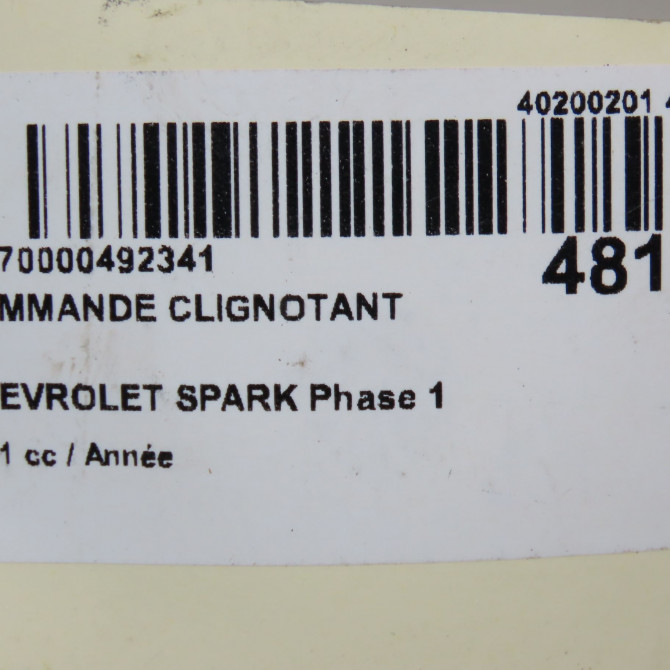 40200201 4
70000492341
481
MMANDE CLIGNOTANT
EVROLET SPARK Phase 1
1 cc / Année